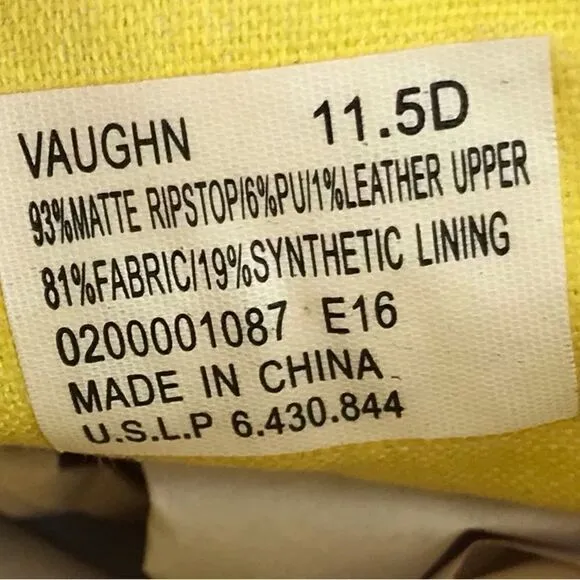 VAUGHN 11.5D
93%MATTE RIPSTOP/6%PU/1%LEATHER UPPER
81%FABRIC/19%SYNTHETIC LINING
0200001087 E16
MADE IN CHINA
U.S.L.P 6.430.844